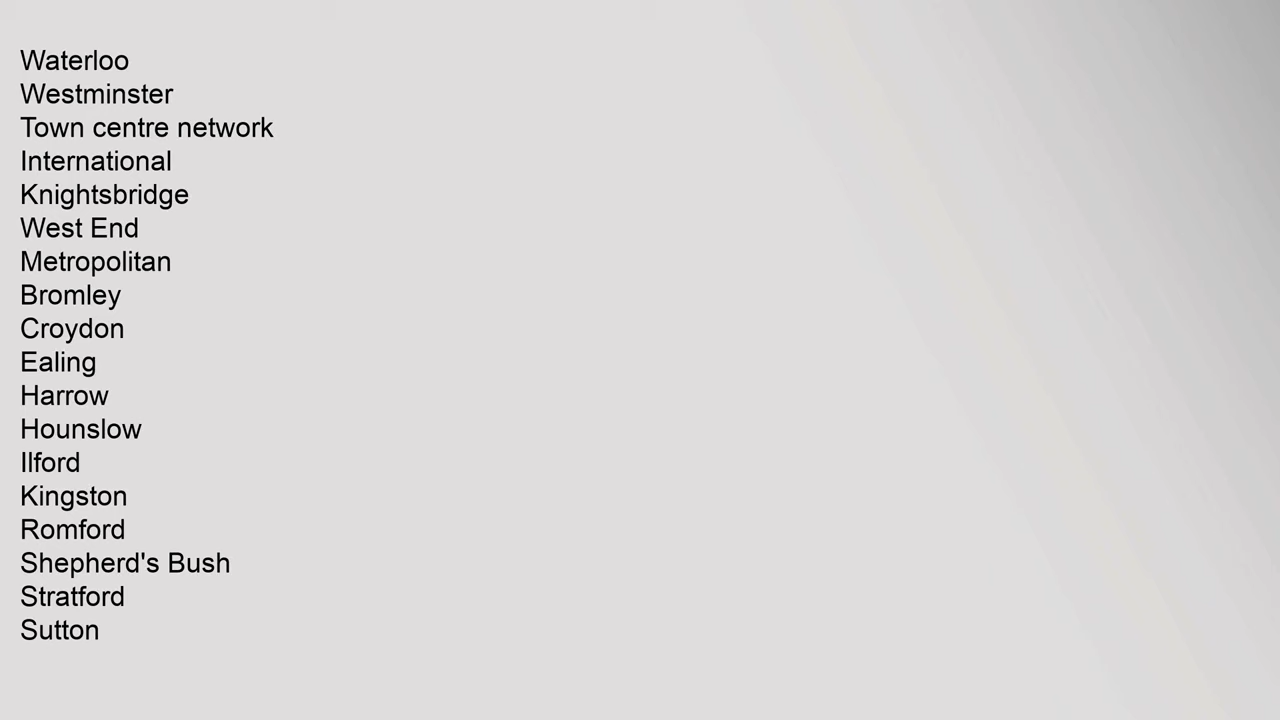 Waterloo
Westminster
Town centre network
International
Knightsbridge
West End
Metropolitan
Bromley
Croydon
Ealing
Harrow
Hounslow
Ilford
Kingston
Romford
Shepherd's Bush
Stratford
Sutton